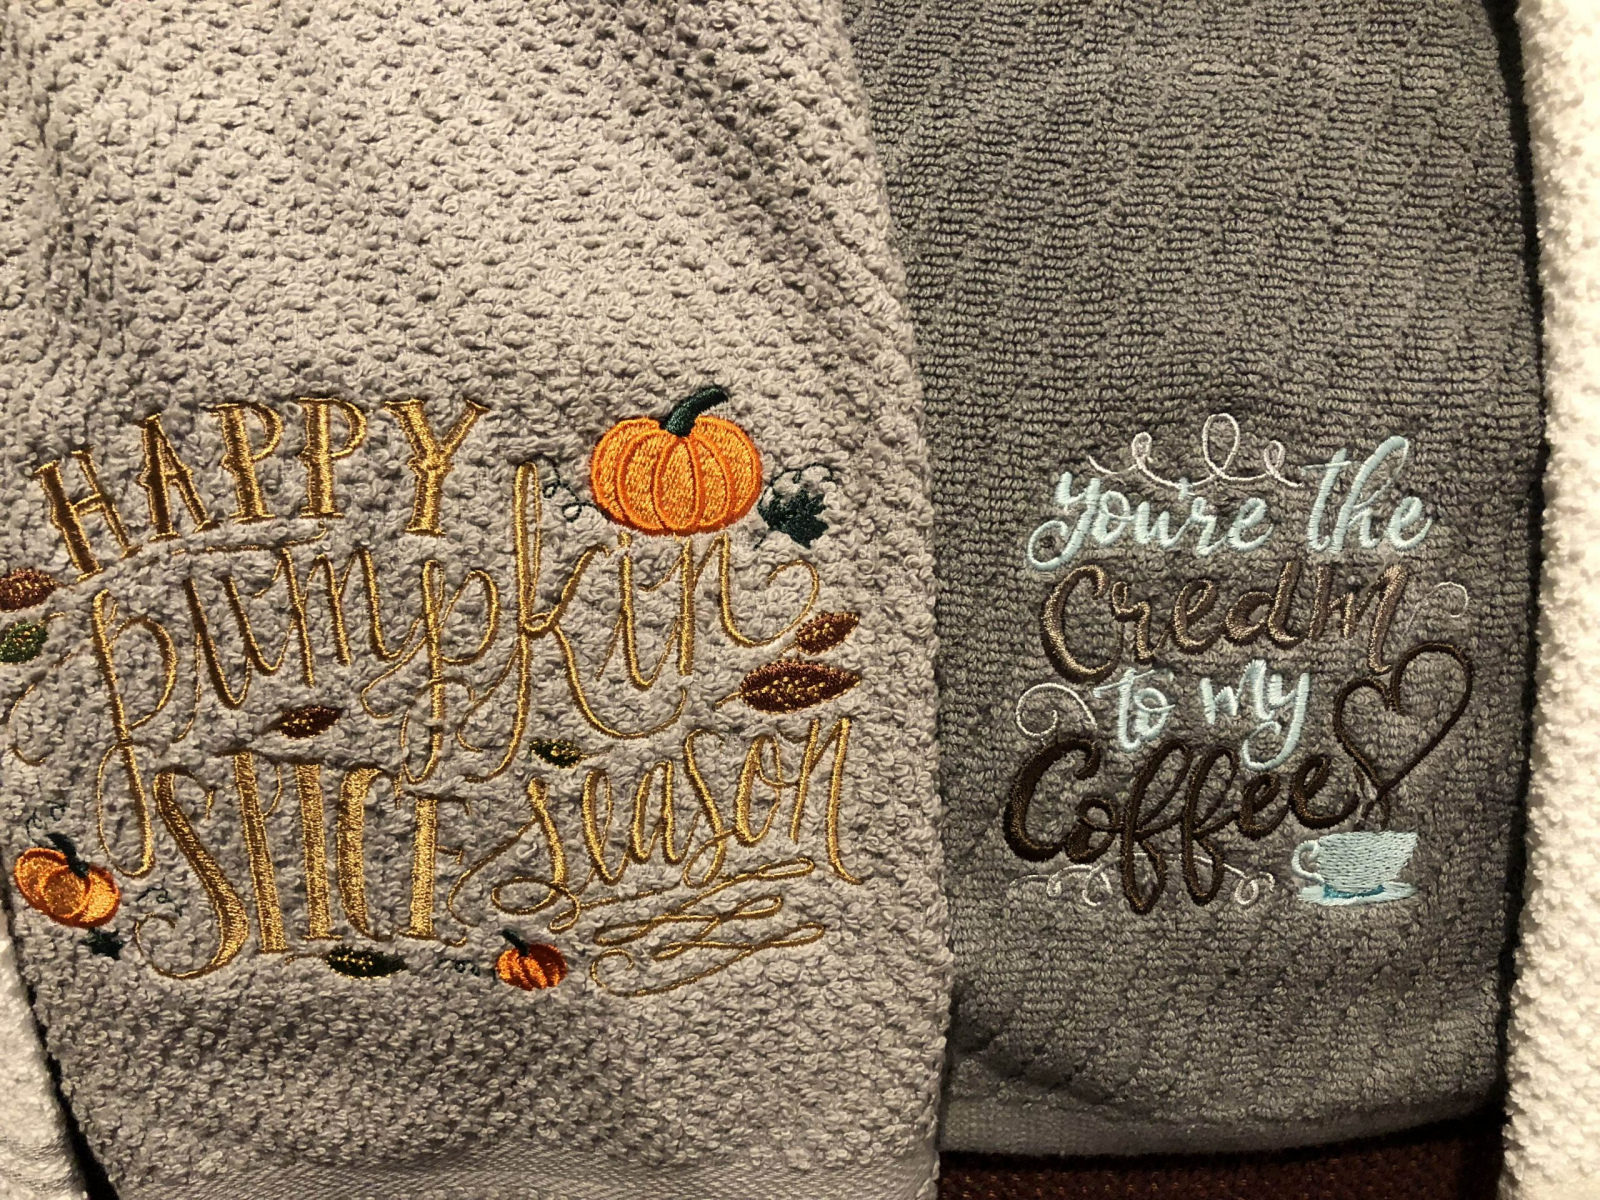 HAPPY
pumpkin
SPICE season
you're the
Cream
to my
Coffee